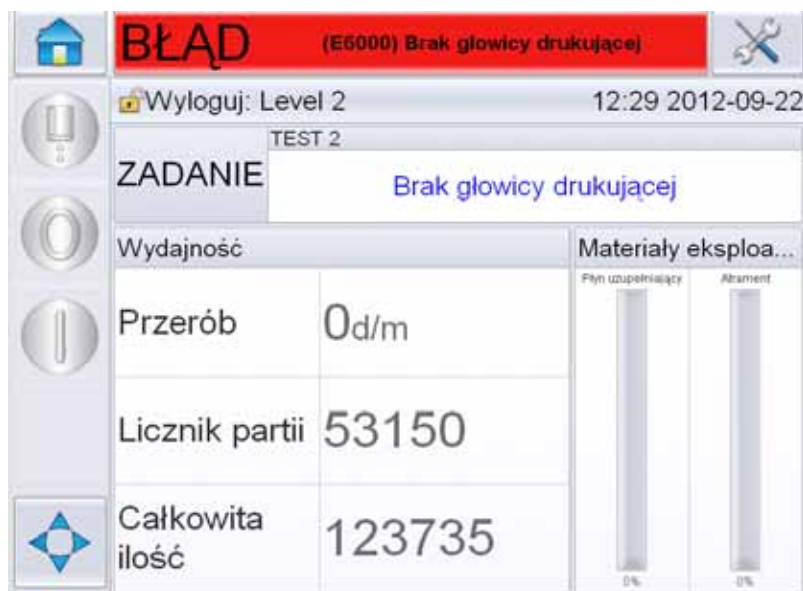 BŁĄD
(E6000) Brak glowicy drukującej
Wyloguj: Level 2
12:29 2012-09-22
TEST 2
ZADANIE
Brak głowicy drukującej
Wydajność
Materiały eksploa...
Płyn uzupełniający
Atrament
Przerób
0d/m
Licznik partii
53150
Całkowita
ilość
123735
0%
0%